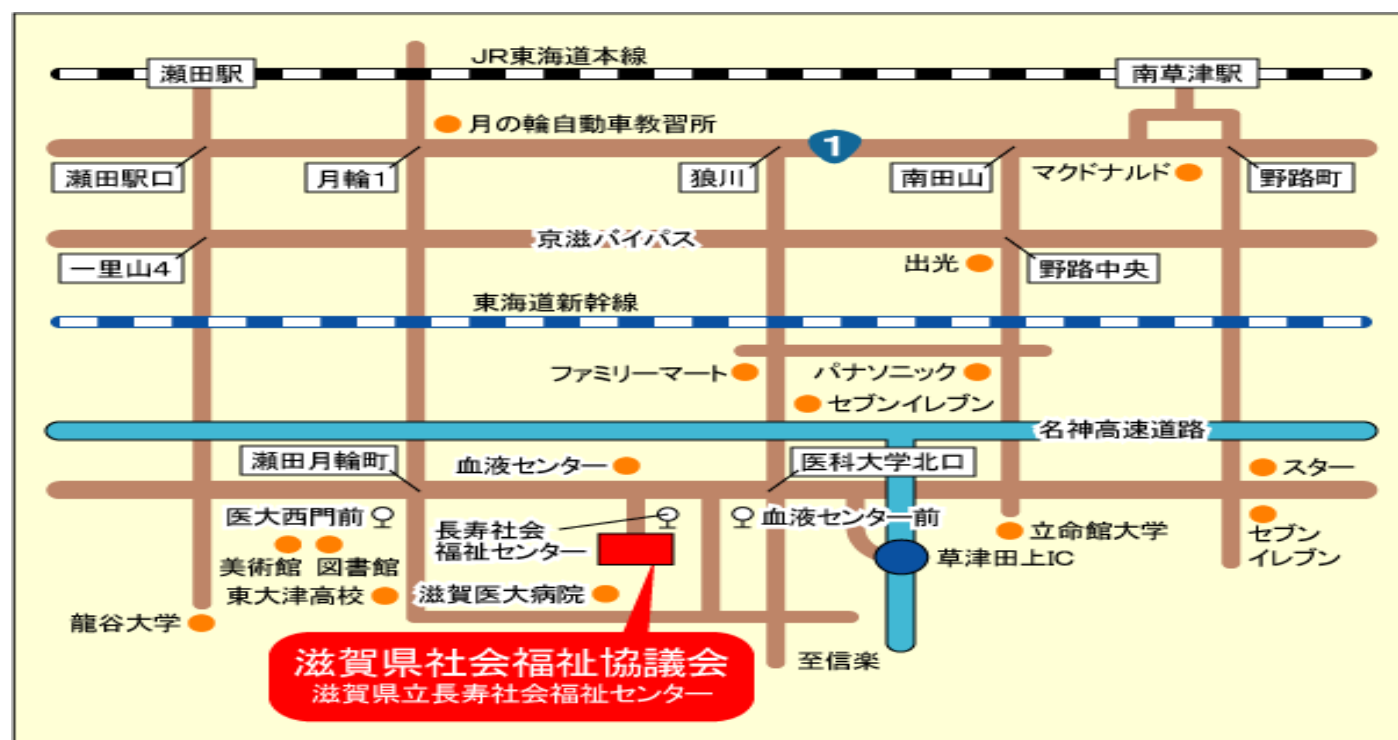 JR東海道本線
瀬田駅
南草津駅
月の輪自動車教習所
1
瀬田駅口
月輪1
狼川
南田山
マクドナルド
野路町
京滋バイパス
一里山4
出光
野路中央
東海道新幹線
ファミリーマート
パナソニック
セブンイレブン
名神高速道路
瀬田月輪町
血液センター
医科大学北口
スター
医大西門前
長寿社会
福祉センター
血液センター前
立命館大学
セブン
イレブン
美術館
図書館
草津田上IC
東大津高校
滋賀医大病院
龍谷大学
至信楽
滋賀県社会福祉協議会
滋賀県立長寿社会福祉センター